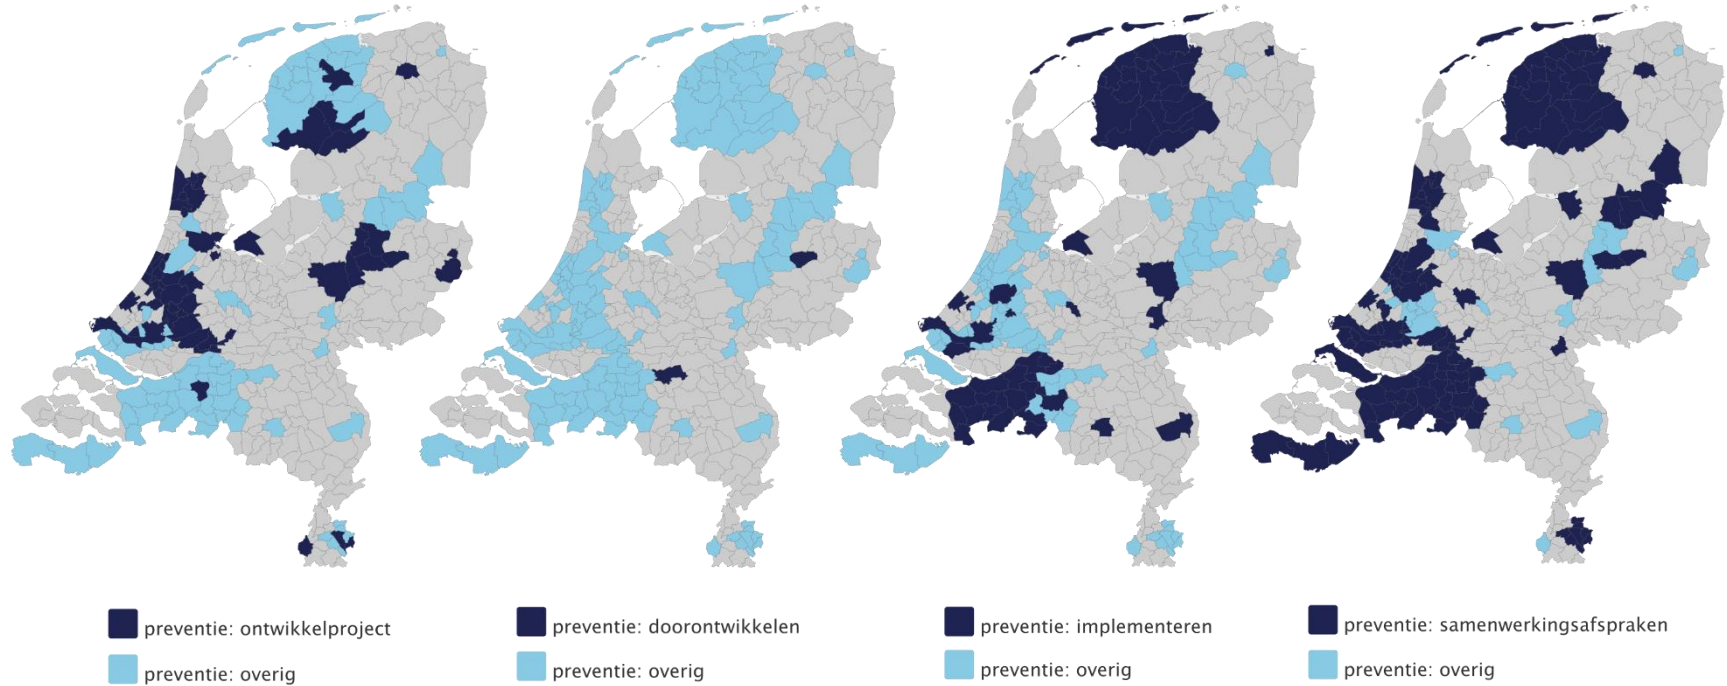 preventie: ontwikkelproject
preventie: overig
preventie: doorontwikkelen
preventie: overig
preventie: implementeren
preventie: overig
preventie: samenwerkingsafspraken
preventie: overig